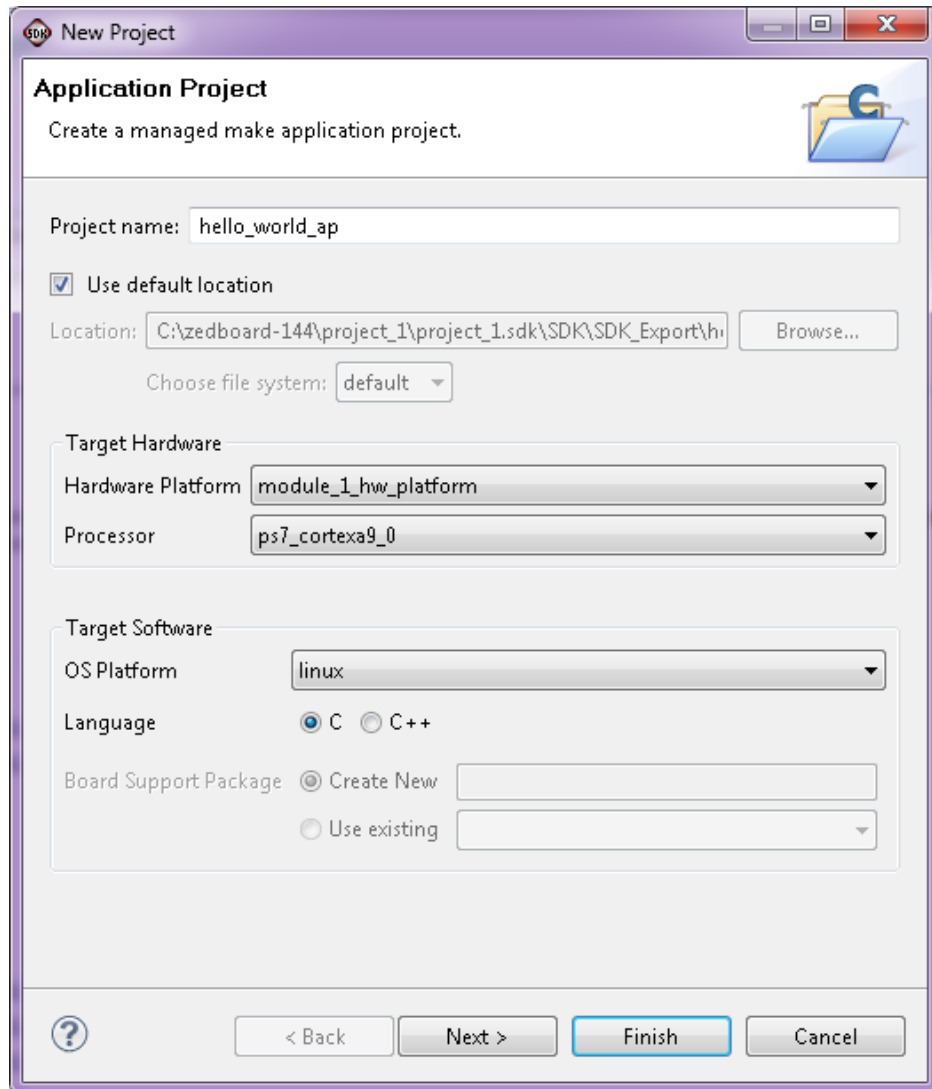 SDK New Project
Application Project
Create a managed make application project.
C
Project name: hello_world_ap
Use default location
Location: C:\zedboard-144\project_1\project_1.sdk\SDK\SDK_Export\h Browse...
Choose file system: default
Target Hardware
Hardware Platform module_1_hw_platform
Processor ps7_cortexa9_0
Target Software
OS Platform linux
Language C C++
Board Support Package Create New
Use existing
? < Back Next > Finish Cancel